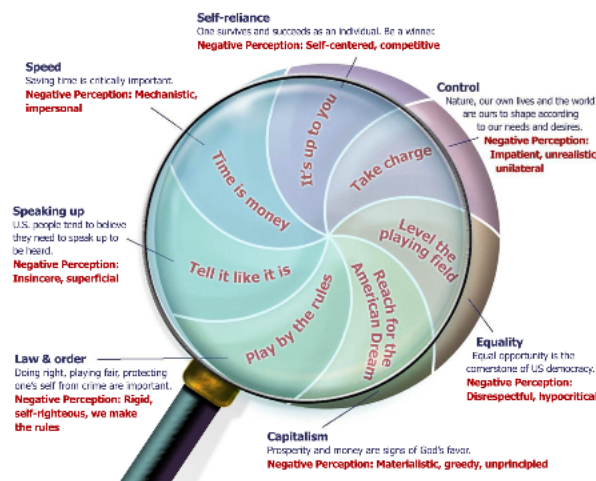 Self-reliance
One survives and succeeds as an individual. Be a winner.
Negative Perception: Self-centered, competitive
Speed
Saving time is critically important.
Negative Perception: Mechanistic,
impersonal
Control
Nature, our own lives and the world
are ours to shape according
to our needs and desires.
Negative Perception:
Impatient, unrealistic
unilateral
It's up to you
Take charge
Time is money
Level the
playing field
Tell it like it is
Reach for the
American Dream
Play by the rules
Speaking up
U.S. people tend to believe
they need to speak up to
be heard.
Negative Perception:
Insincere, superficial
Equality
Equal opportunity is the
cornerstone of US democracy.
Negative Perception:
Disrespectful, hypocritical
Law & order
Doing right, playing fair, protecting
one's self from crime are important.
Negative Perception: Rigid,
self-righteous, we make
the rules
Capitalism
Prosperity and money are signs of God's favor.
Negative Perception: Materialistic, greedy, unprincipled